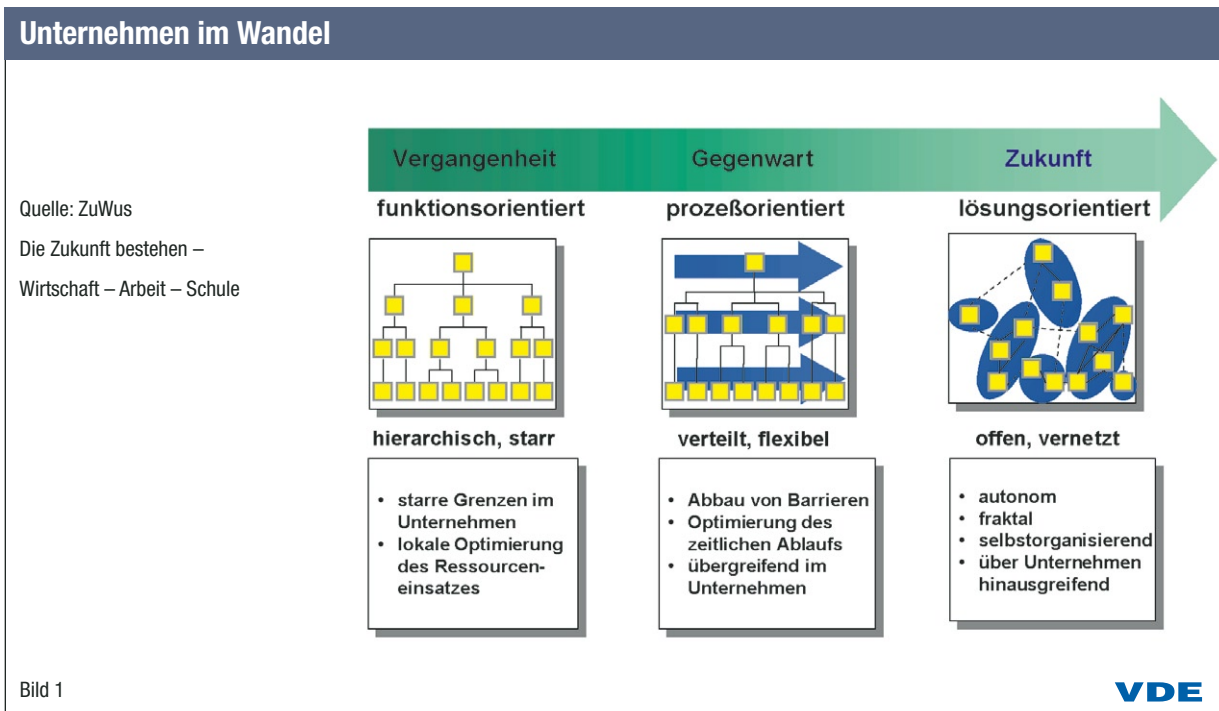 Unternehmen im Wandel
Vergangenheit
Gegenwart
Zukunft
Quelle: ZuWus
Die Zukunft bestehen –
Wirtschaft – Arbeit – Schule
funktionsorientiert
prozeßorientiert
lösungsorientiert
hierarchisch, starr
verteilt, flexibel
offen, vernetzt
• starre Grenzen im
Unternehmen
• lokale Optimierung
des Ressourcen-
einsatzes
• Abbau von Barrieren
• Optimierung des
zeitlichen Ablaufs
• übergreifend im
Unternehmen
• autonom
• fraktal
• selbstorganisierend
• über Unternehmen
hinausgreifend
Bild 1
VDE